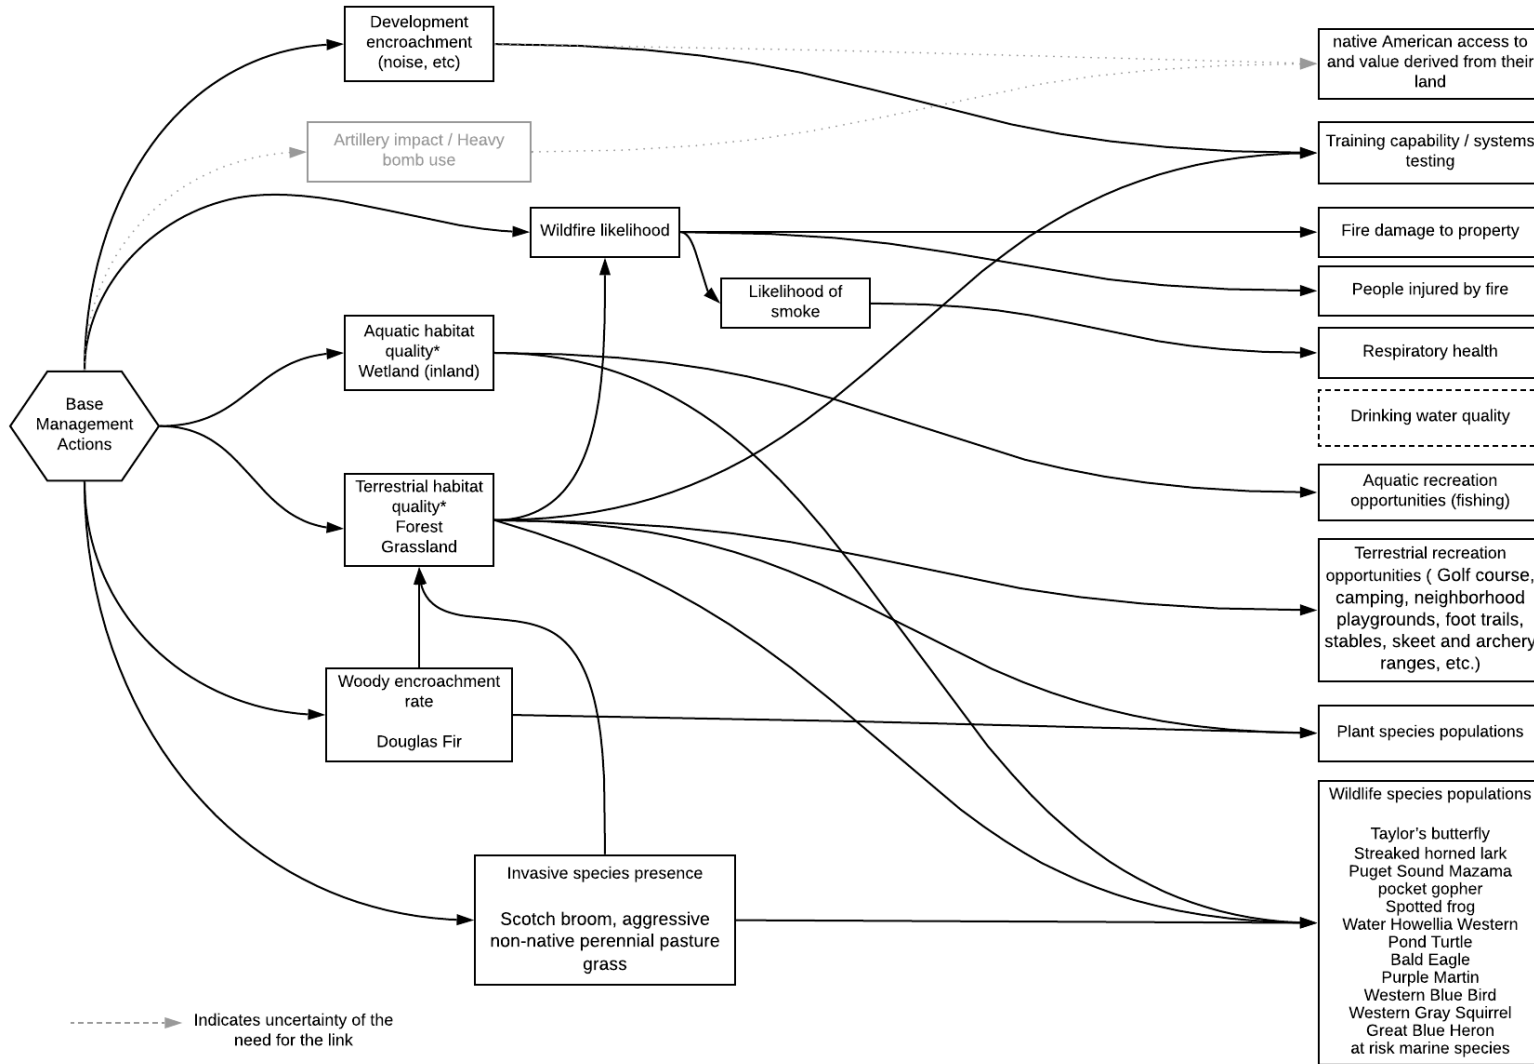 Development
encroachment
(noise, etc)
native American access to
and value derived from their
land
Artillery impact / Heavy
bomb use
Training capability / systems
testing
Wildfire likelihood
Fire damage to property
Likelihood of
smoke
People injured by fire
Aquatic habitat
quality*
Wetland (inland)
Respiratory health
Base
Management
Actions
Drinking water quality
Terrestrial habitat
quality*
Forest
Grassland
Aquatic recreation
opportunities (fishing)
Terrestrial recreation
opportunities ( Golf course,
camping, neighborhood
playgrounds, foot trails,
stables, skeet and archery
ranges, etc.)
Woody encroachment
rate
Douglas Fir
Plant species populations
Invasive species presence
Scotch broom, aggressive
non-native perennial pasture
grass
Wildlife species populations
Taylor's butterfly
Streaked horned lark
Puget Sound Mazama
pocket gopher
Spotted frog
Water Howellia Western
Pond Turtle
Bald Eagle
Purple Martin
Western Blue Bird
Western Gray Squirrel
Great Blue Heron
at risk marine species
Indicates uncertainty of the
need for the link